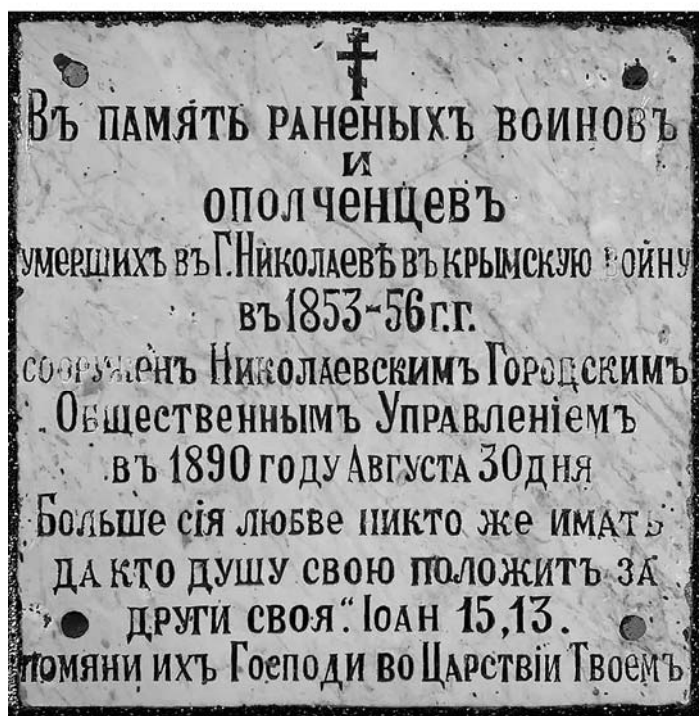 Въ память раненыхъ воиновъ
и
ополченцевъ
умершихъ въ Г. Николаевѣ въ крымскую войну
въ 1853-56 г.г.
сооруженъ Николаевскимъ Городскимъ
Общественнымъ Управленіемъ
въ 1890 году Августа 30 дня
Больше сія любве никто же имать
да кто душу свою положитъ за
други своя." Іоан 15,13.
помяни ихъ Господи во Царствіи Твоемъ